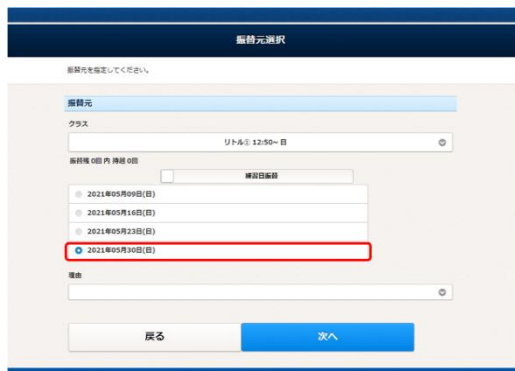 振替元選択
振替元を指定してください。
振替元
クラス
リトル① 12:50~ 日
振替権 0回 内 持越 0回
練習日振替
2021年05月09日(日)
2021年05月16日(日)
2021年05月23日(日)
2021年05月30日(日)
理由
戻る
次へ